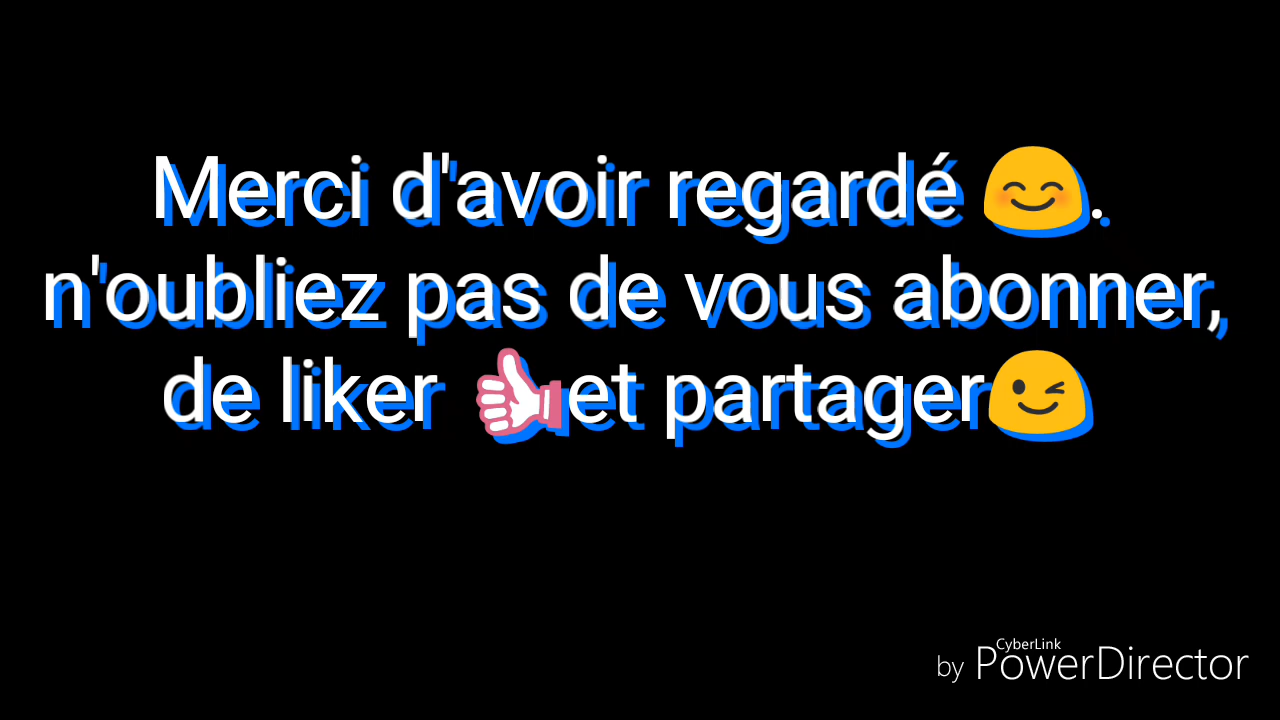 Merci d'avoir regardé 😊.
n'oubliez pas de vous abonner,
de liker 👍et partager😉
by CyberLink PowerDirector